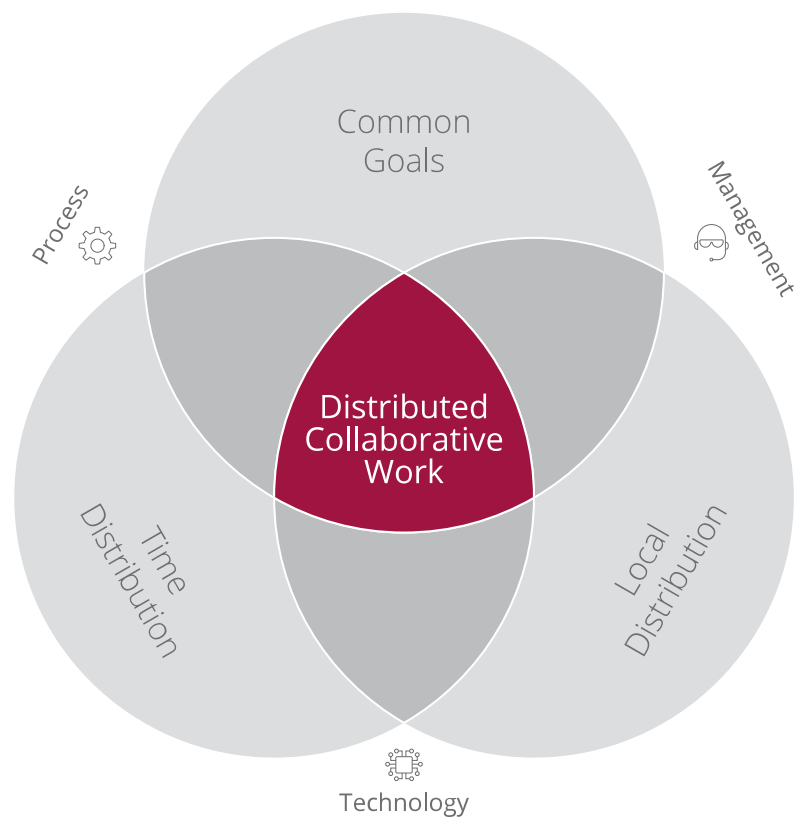 Common
Goals
Process
Management
Distributed
Collaborative
Work
Time
Distribution
Local
Distribution
Technology